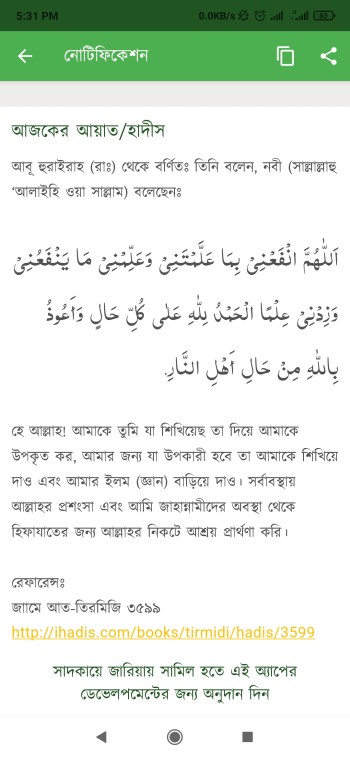 5:31 PM 0.0KB/s 89
নোটিফিকেশন
আজকের আয়াত/হাদীস
আবূ হুরাইরাহ (রাঃ) থেকে বর্ণিতঃ তিনি বলেন, নবী (সাল্লাল্লাহু
‘আলাইহি ওয়া সাল্লাম) বলেছেনঃ
اَللّٰهُمَّ انْفَعْنِيْ بِمَا عَلَّمْتَنِيْ وَعَلِّمْنِيْ مَا يَنْفَعُنِيْ
وَزِدْنِيْ عِلْمًا الْحَمْدُ لِلّٰهِ عَلٰى كُلِّ حَالٍ وَأَعُوذُ
بِاللّٰهِ مِنْ حَالِ أَهْلِ النَّارِ.
হে আল্লাহ! আমাকে তুমি যা শিখিয়েছ তা দিয়ে আমাকে
উপকৃত কর, আমার জন্য যা উপকারী হবে তা আমাকে শিখিয়ে
দাও এবং আমার ইলম (জ্ঞান) বাড়িয়ে দাও। সর্বাবস্থায়
আল্লাহর প্রশংসা এবং আমি জাহান্নামীদের অবস্থা থেকে
হিফাযাতের জন্য আল্লাহর নিকটে আশ্রয় প্রার্থণা করি।
রেফারেন্সঃ
জামে আত-তিরমিজি ৩৫৯৯
http://ihadis.com/books/tirmidi/hadis/3599
সাদকায়ে জারিয়ায় সামিল হতে এই অ্যাপের
ডেভেলপমেন্টের জন্য অনুদান দিন